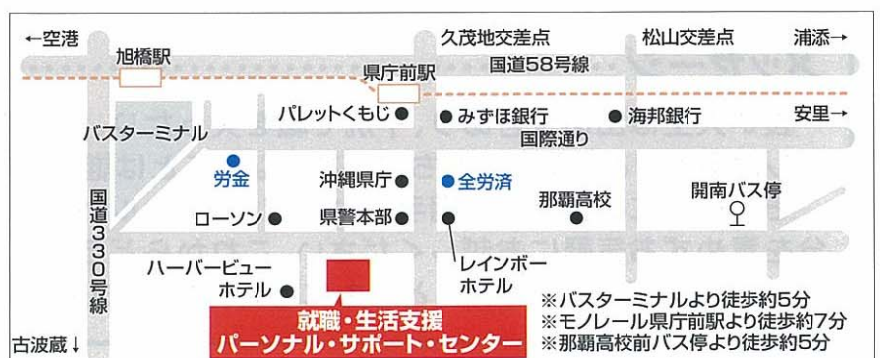 ←空港
久茂地交差点
松山交差点
浦添→
旭橋駅
国道58号線
県庁前駅
パレットくもじ
みずほ銀行
海邦銀行
安里→
バスターミナル
国際通り
労金
沖縄県庁
全労済
開南バス停
国道330号線
ローソン
県警本部
那覇高校
ハーバービュー
ホテル
レインボー
ホテル
就職・生活支援
パーソナル・サポート・センター
※バスターミナルより徒歩約5分
※モノレール県庁前駅より徒歩約7分
※那覇高校前バス停より徒歩約5分
古波蔵↓